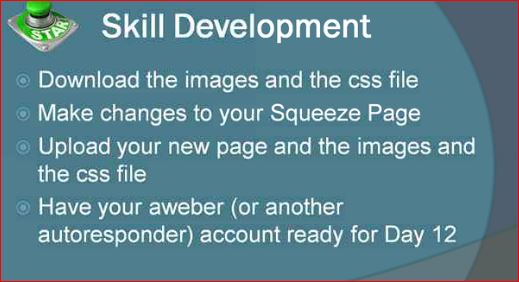 START
Skill Development
Download the images and the css file
Make changes to your Squeeze Page
Upload your new page and the images and
the css file
Have your aweber (or another
autoresponder) account ready for Day 12